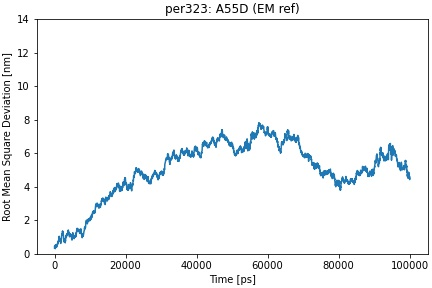 per323: A55D (EM ref)
Root Mean Square Deviation [nm]
14
12
10
8
6
4
2
0
0 20000 40000 60000 80000 100000
Time [ps]